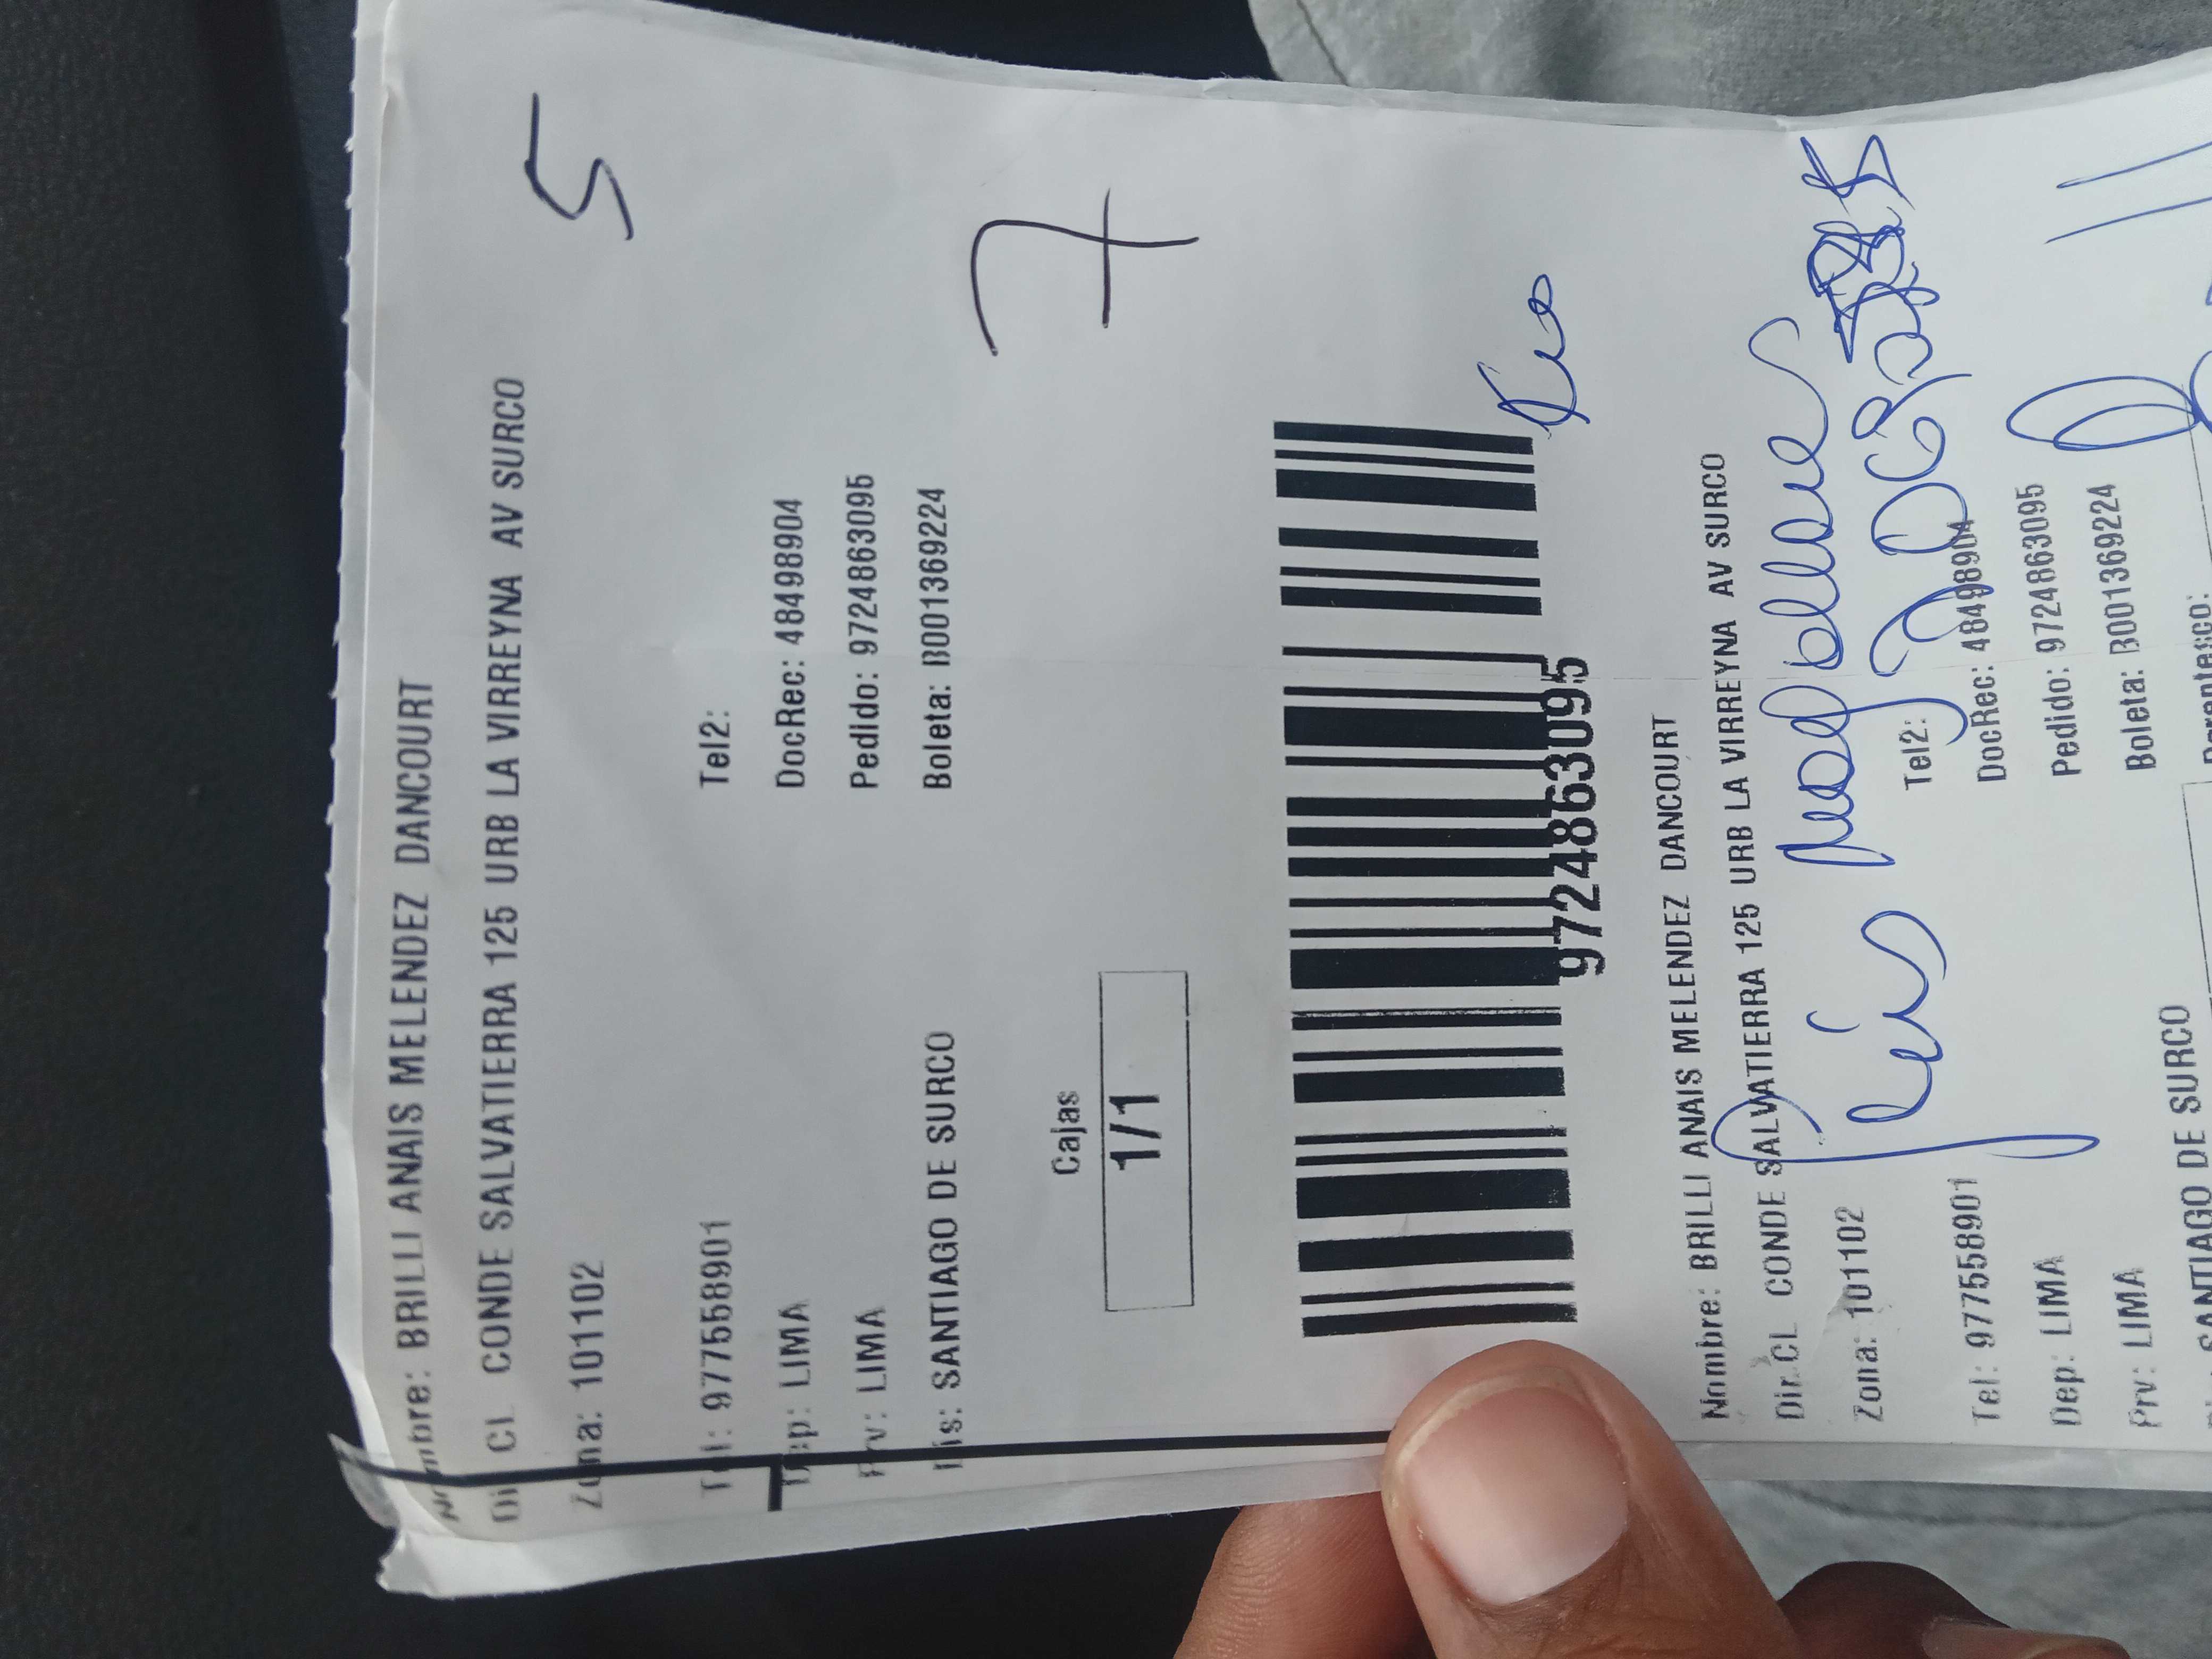 Nombre: BRILLI ANAIS MELENDEZ DANCOURT
Dir CL CONDE SALVATIERRA 125 URB LA VIRREYNA AV SURCO
5
Zona: 101102
Tel: 977558901 Tel2:
Dep: LIMA DocRec: 48498904
Prv: LIMA Pedido: 9724863095
Dis: SANTIAGO DE SURCO Boleta: B001369224
7
Cajas
1/1
9724863095
Nombre: BRILLI ANAIS MELENDEZ DANCOURT
Dir.CL CONDE SALVATIERRA 125 URB LA VIRREYNA AV SURCO
Zona: 101102
Tel: 977558901 Tel2:
Dep: LIMA DocRec: 48498904
Prv: LIMA Pedido: 9724863095
SANTIAGO DE SURCO Boleta: B001369224
Parentesco: